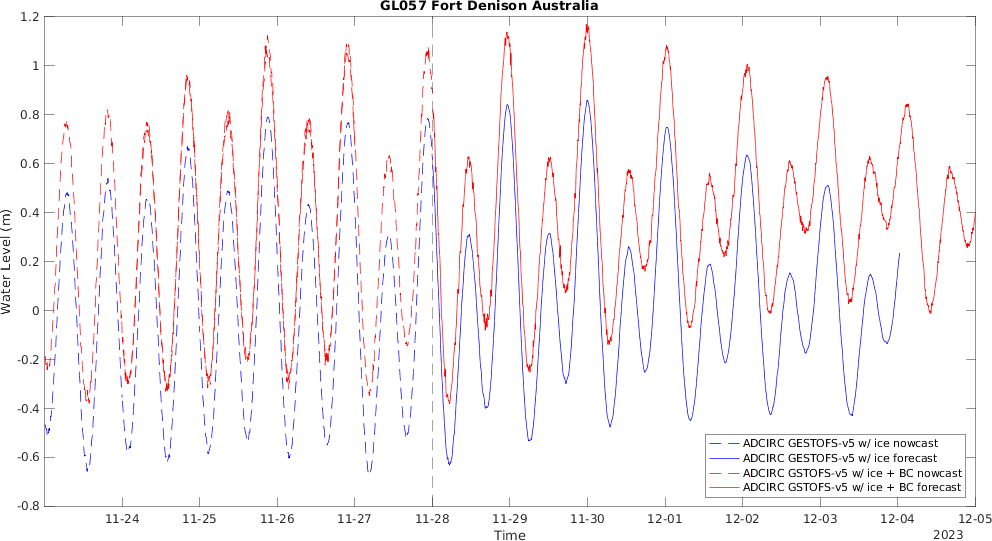 GL057 Fort Denison Australia
1.2
1
0.8
0.6
0.4
0.2
0
-0.2
-0.4
-0.6
-0.8
Water Level (m)
ADCIRC GESTOFS-v5 w/ ice nowcast
ADCIRC GESTOFS-v5 w/ ice forecast
ADCIRC GSTOFS-v5 w/ ice + BC nowcast
ADCIRC GSTOFS-v5 w/ ice + BC forecast
11-24 11-25 11-26 11-27 11-28 11-29 11-30 12-01 12-02 12-03 12-04 12-05
Time
2023